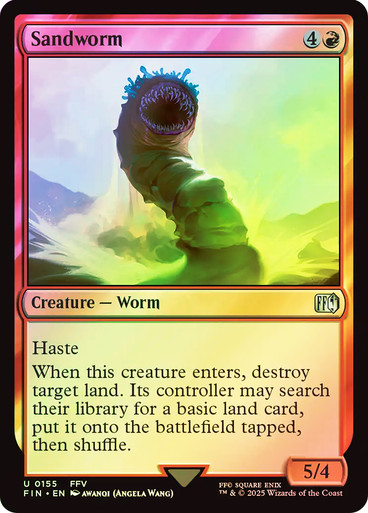 Sandworm 4
Creature — Worm FFV
Haste
When this creature enters, destroy
target land. Its controller may search
their library for a basic land card,
put it onto the battlefield tapped,
then shuffle.
5/4
U 0155 FFV
FIN • EN AWANQI (ANGELA WANG)
FF© SQUARE ENIX
™ & © 2025 Wizards of the Coast